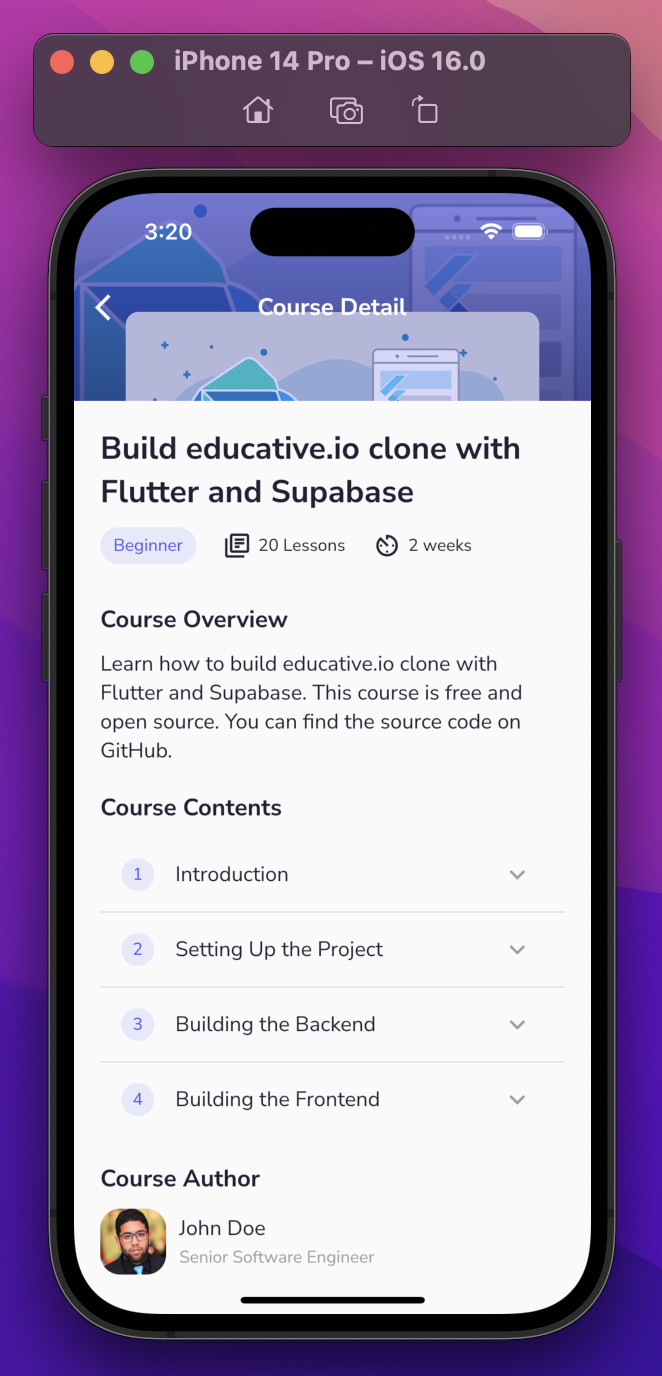 iPhone 14 Pro – iOS 16.0
3:20
Course Detail
Build educative.io clone with
Flutter and Supabase
Beginner
20 Lessons
2 weeks
Course Overview
Learn how to build educative.io clone with
Flutter and Supabase. This course is free and
open source. You can find the source code on
GitHub.
Course Contents
1 Introduction
2 Setting Up the Project
3 Building the Backend
4 Building the Frontend
Course Author
John Doe
Senior Software Engineer